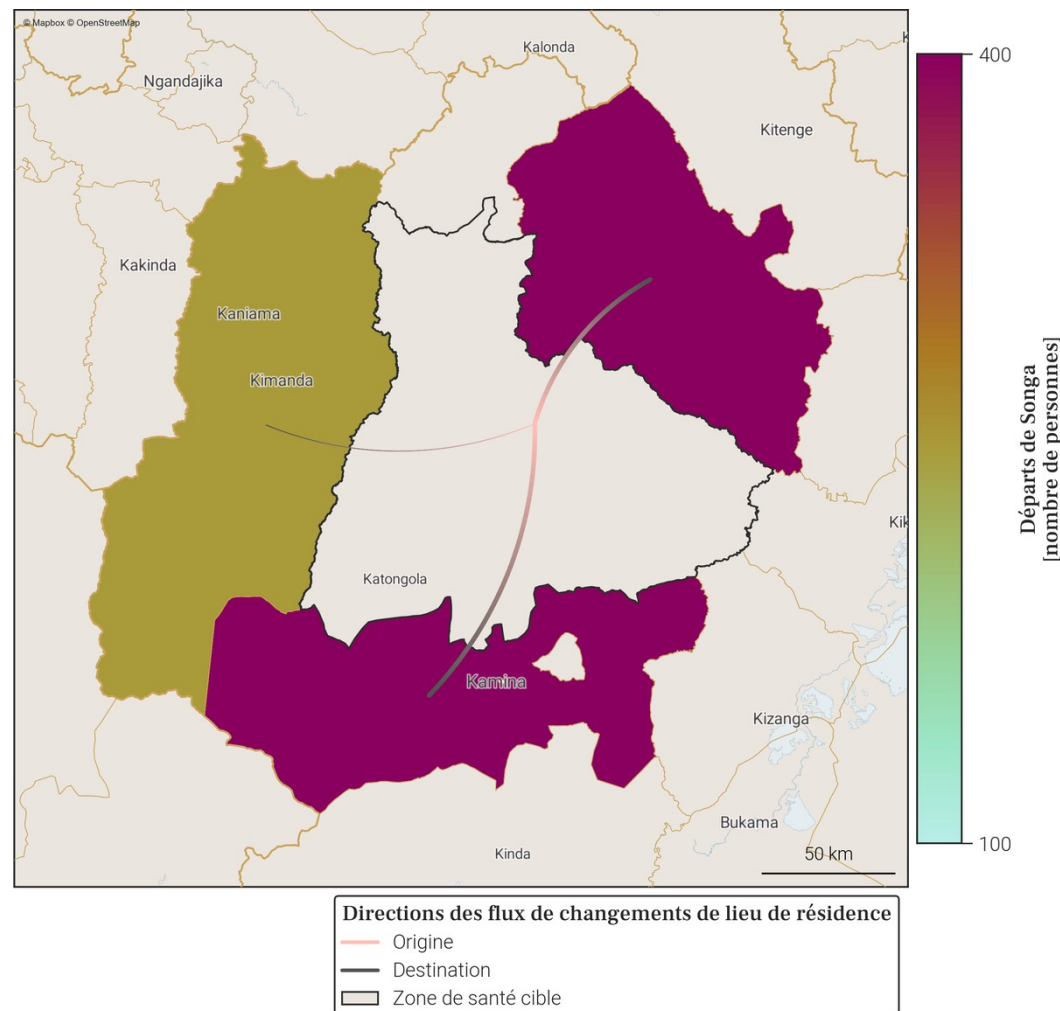 © Mapbox © OpenStreetMap
Kalonda
Ngandajika
Kitenge
Kakinda
Kaniama
Kimanda
Katongola
Kamina
Kizanga
Bukama
Kinda
50 km
400
100
Départs de Songa
[nombre de personnes]
Directions des flux de changements de lieu de résidence
Origine
Destination
Zone de santé cible